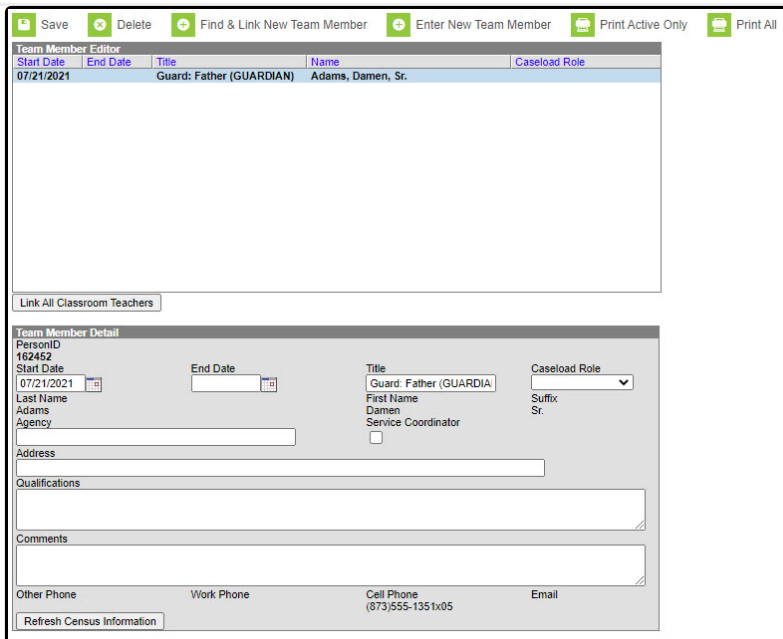 Save Delete Find & Link New Team Member Enter New Team Member Print Active Only Print All
Team Member Editor
Start Date End Date Title Name Caseload Role
07/21/2021 Guard: Father (GUARDIAN) Adams, Damen, Sr.
Link All Classroom Teachers
Team Member Detail
PersonID
162452
Start Date End Date Title Caseload Role
07/21/2021 Guard: Father (GUARDIA
Last Name First Name Suffix
Adams Damen Sr.
Agency Service Coordinator
Address
Qualifications
Comments
Other Phone Work Phone Cell Phone Email
(873)555-1351x05
Refresh Census Information